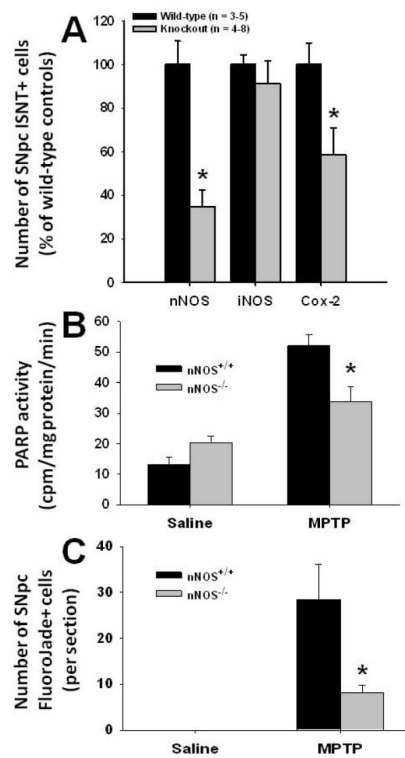 A
Wild-type (n = 3-5)
Knockout (n = 4-8)
Number of SNpc ISNT+ cells
(% of wild-type controls)
120
100
80
60
40
20
0
*
*
nNOS iNOS Cox-2
B
PARP activity
(cpm/mgprotein/min)
60
50
40
30
20
10
0
nNOS+/+
nNOS-/-
*
Saline MPTP
C
Number of SNpc
FluoroJade+ cells
(per section)
40
30
20
10
0
nNOS+/+
nNOS-/-
*
Saline MPTP